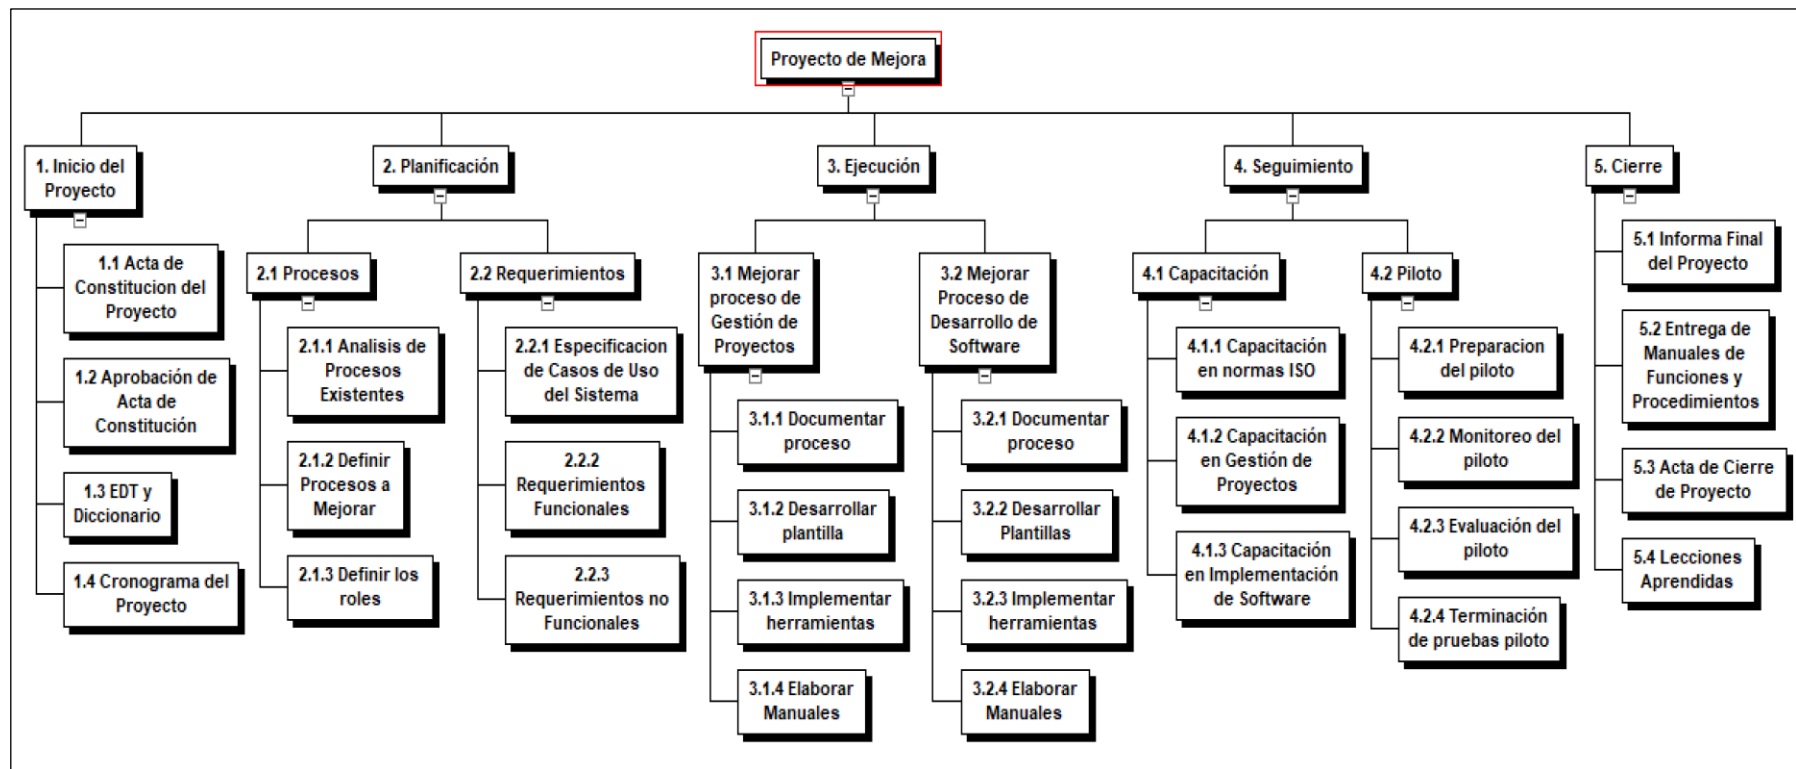 Proyecto de Mejora
1. Inicio del
Proyecto
2. Planificación
3. Ejecución
4. Seguimiento
5. Cierre
1.1 Acta de
Constitucion del
Proyecto
1.2 Aprobación de
Acta de
Constitución
1.3 EDT y
Diccionario
1.4 Cronograma del
Proyecto
2.1 Procesos
2.1.1 Analisis de
Procesos
Existentes
2.1.2 Definir
Procesos a
Mejorar
2.1.3 Definir los
roles
2.2 Requerimientos
2.2.1 Especificacion
de Casos de Uso
del Sistema
2.2.2
Requerimientos
Funcionales
2.2.3
Requerimientos no
Funcionales
3.1 Mejorar
proceso de
Gestión de
Proyectos
3.1.1 Documentar
proceso
3.1.2 Desarrollar
plantilla
3.1.3 Implementar
herramientas
3.1.4 Elaborar
Manuales
3.2 Mejorar
Proceso de
Desarrollo de
Software
3.2.1 Documentar
proceso
3.2.2 Desarrollar
Plantillas
3.2.3 Implementar
herramientas
3.2.4 Elaborar
Manuales
4.1 Capacitación
4.1.1 Capacitación
en normas ISO
4.1.2 Capacitación
en Gestión de
Proyectos
4.1.3 Capacitación
en Implementación
de Software
4.2 Piloto
4.2.1 Preparacion
del piloto
4.2.2 Monitoreo del
piloto
4.2.3 Evaluación del
piloto
4.2.4 Terminación
de pruebas piloto
5.1 Informa Final
del Proyecto
5.2 Entrega de
Manuales de
Funciones y
Procedimientos
5.3 Acta de Cierre
de Proyecto
5.4 Lecciones
Aprendidas